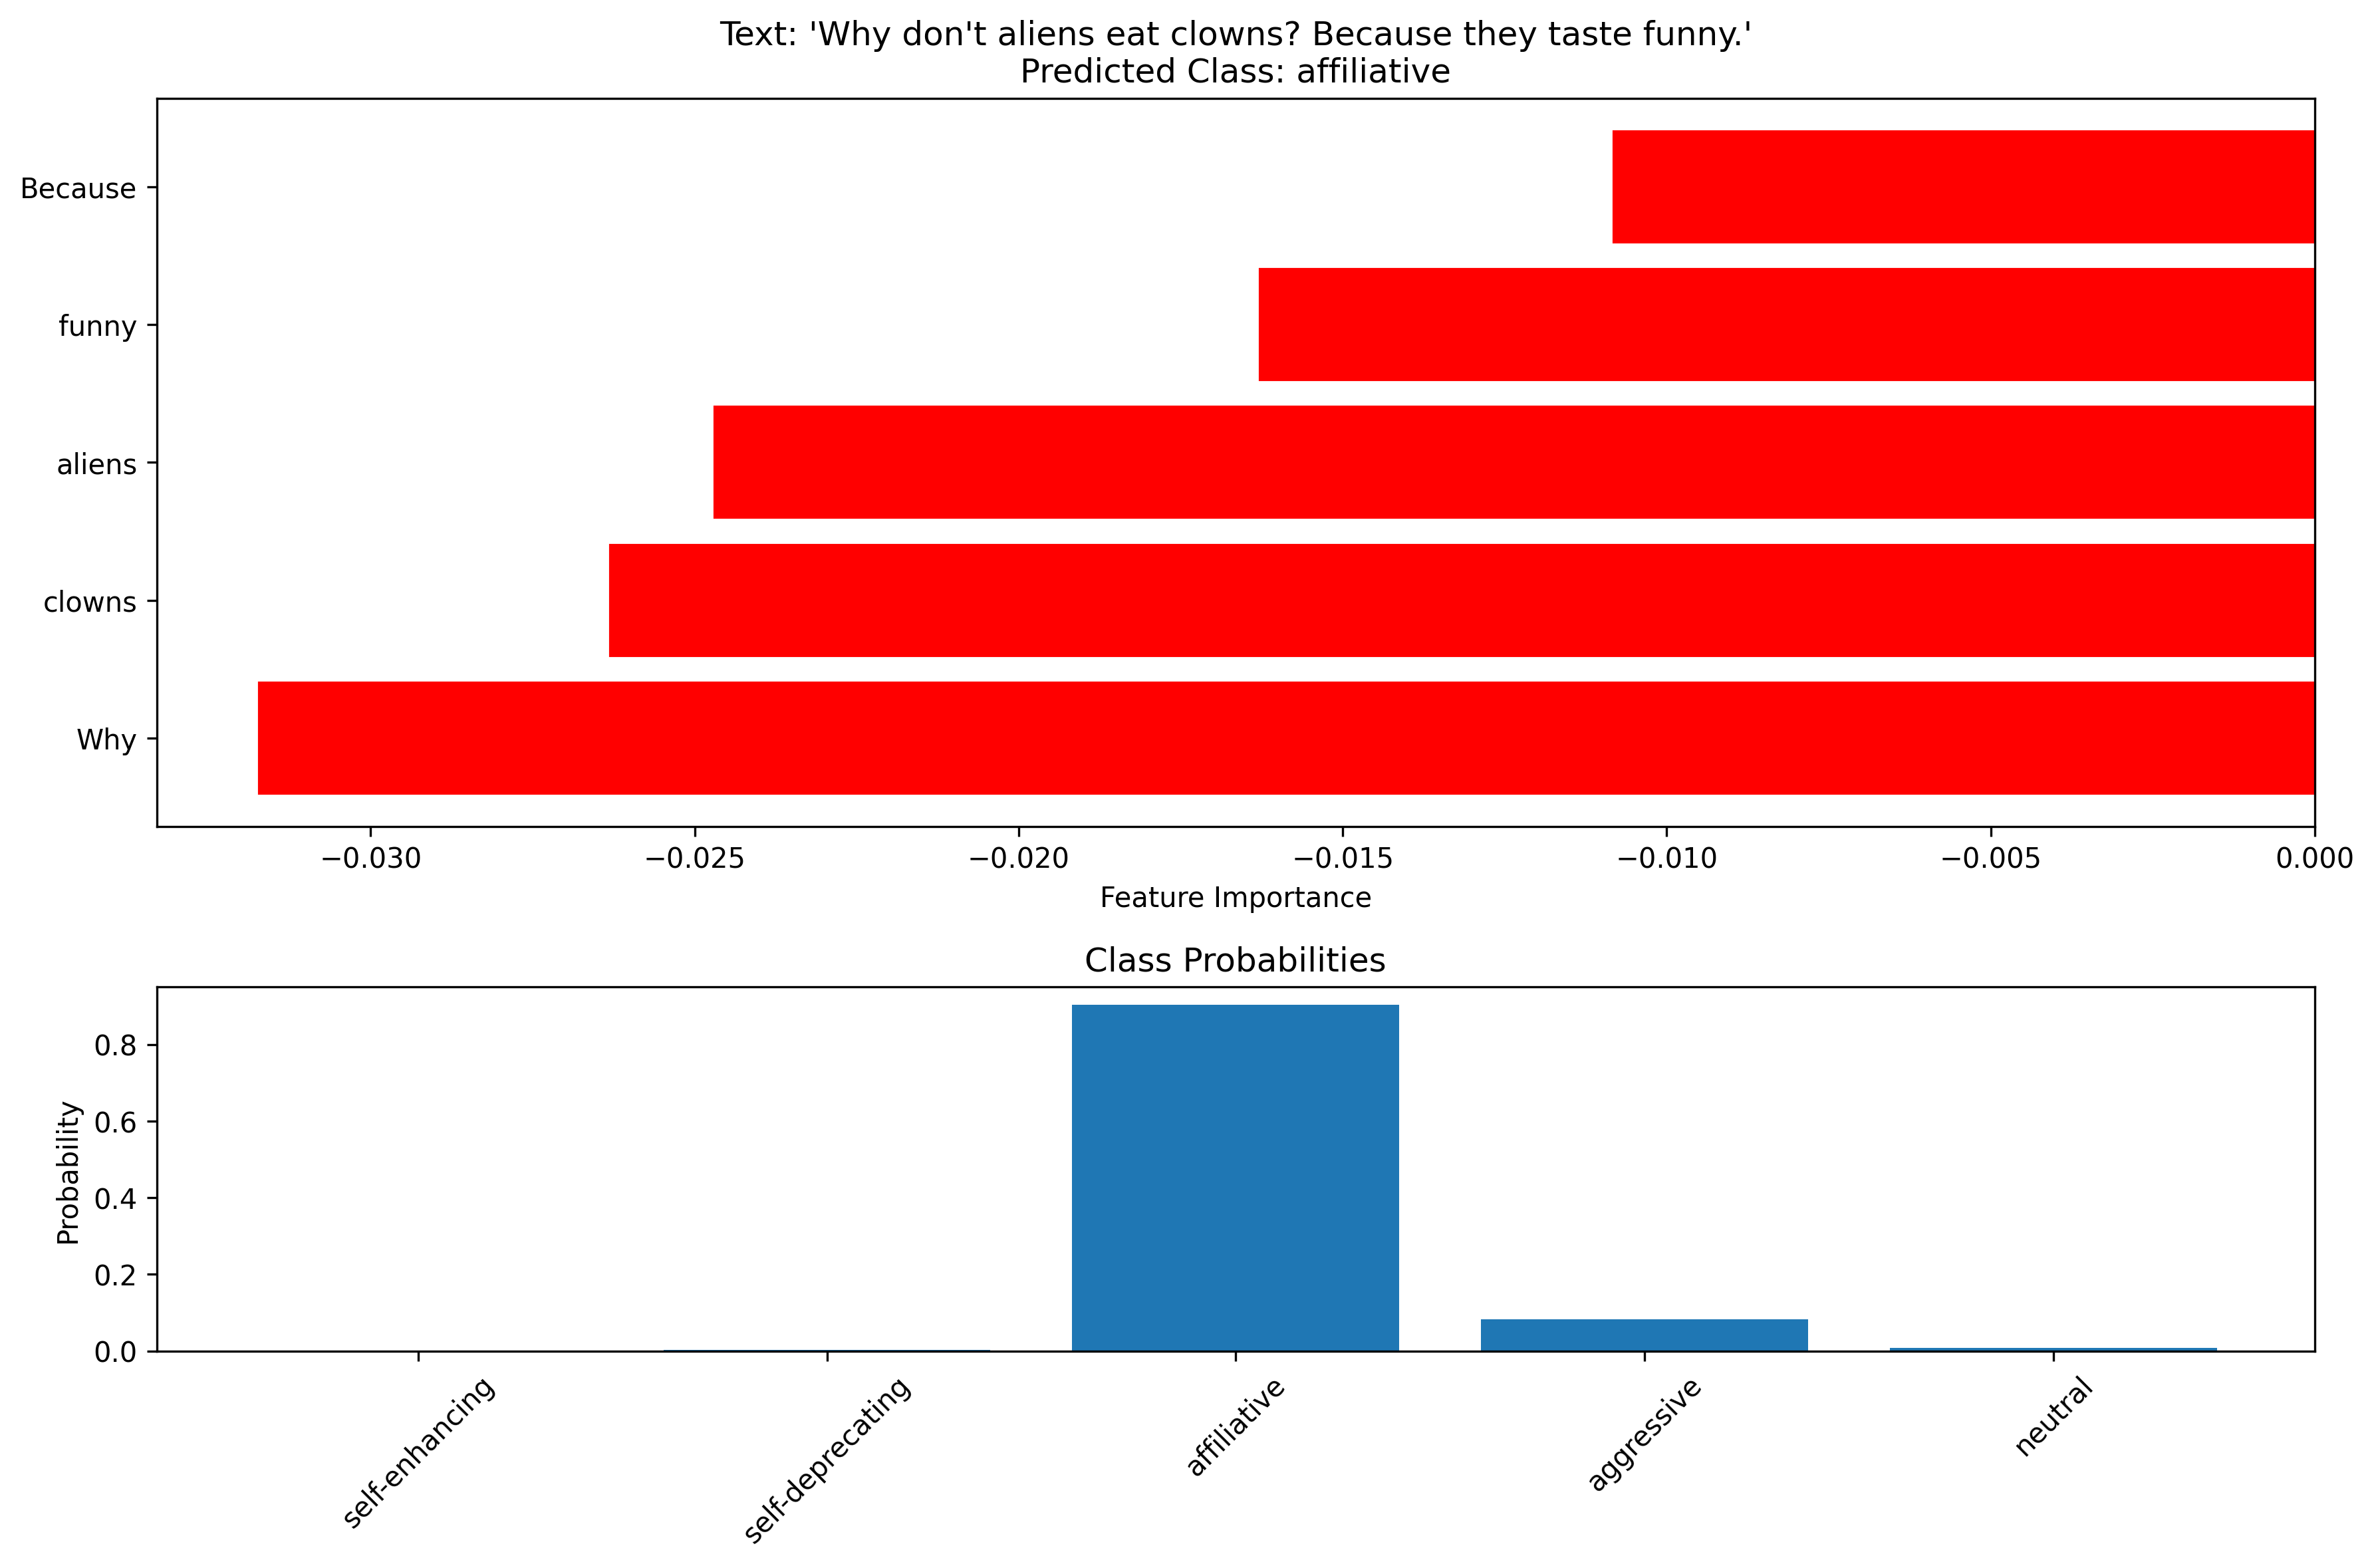 Text: 'Why don't aliens eat clowns? Because they taste funny.'
Predicted Class: affiliative
Because
funny
aliens
clowns
Why
−0.030
−0.025
−0.020
−0.015
−0.010
−0.005
0.000
Feature Importance
Class Probabilities
Probability
0.8
0.6
0.4
0.2
0.0
self-enhancing
self-deprecating
affiliative
aggressive
neutral